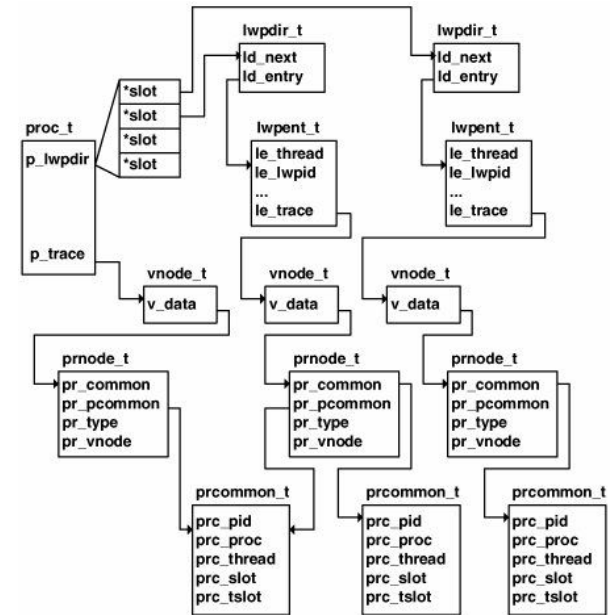 lwpdir_t
ld_next
ld_entry
lwpdir_t
ld_next
ld_entry
*slot
*slot
*slot
*slot
proc_t
p_lwpdir
p_trace
lwpent_t
le_thread
le_lwpid
...
le_trace
lwpent_t
le_thread
le_lwpid
...
le_trace
vnode_t
v_data
vnode_t
v_data
vnode_t
v_data
prnode_t
pr_common
pr_pcommon
pr_type
pr_vnode
prnode_t
pr_common
pr_pcommon
pr_type
pr_vnode
prnode_t
pr_common
pr_pcommon
pr_type
pr_vnode
prcommon_t
prc_pid
prc_proc
prc_thread
prc_slot
prc_tslot
prcommon_t
prc_pid
prc_proc
prc_thread
prc_slot
prc_tslot
prcommon_t
prc_pid
prc_proc
prc_thread
prc_slot
prc_tslot